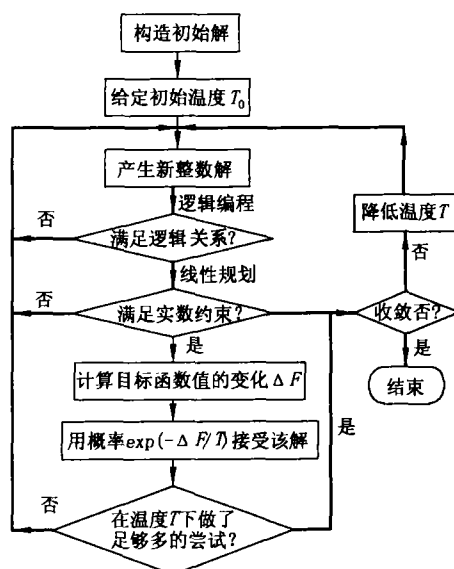 构造初始解
给定初始温度T₀
产生新整数解
逻辑编程
否
满足逻辑关系?
降低温度T
线性规划
否
否
满足实数约束?
收敛否?
是
是
计算目标函数值的变化ΔF
结束
用概率exp(-ΔF/T)接受该解
是
否
在温度T下做了
足够多的尝试?